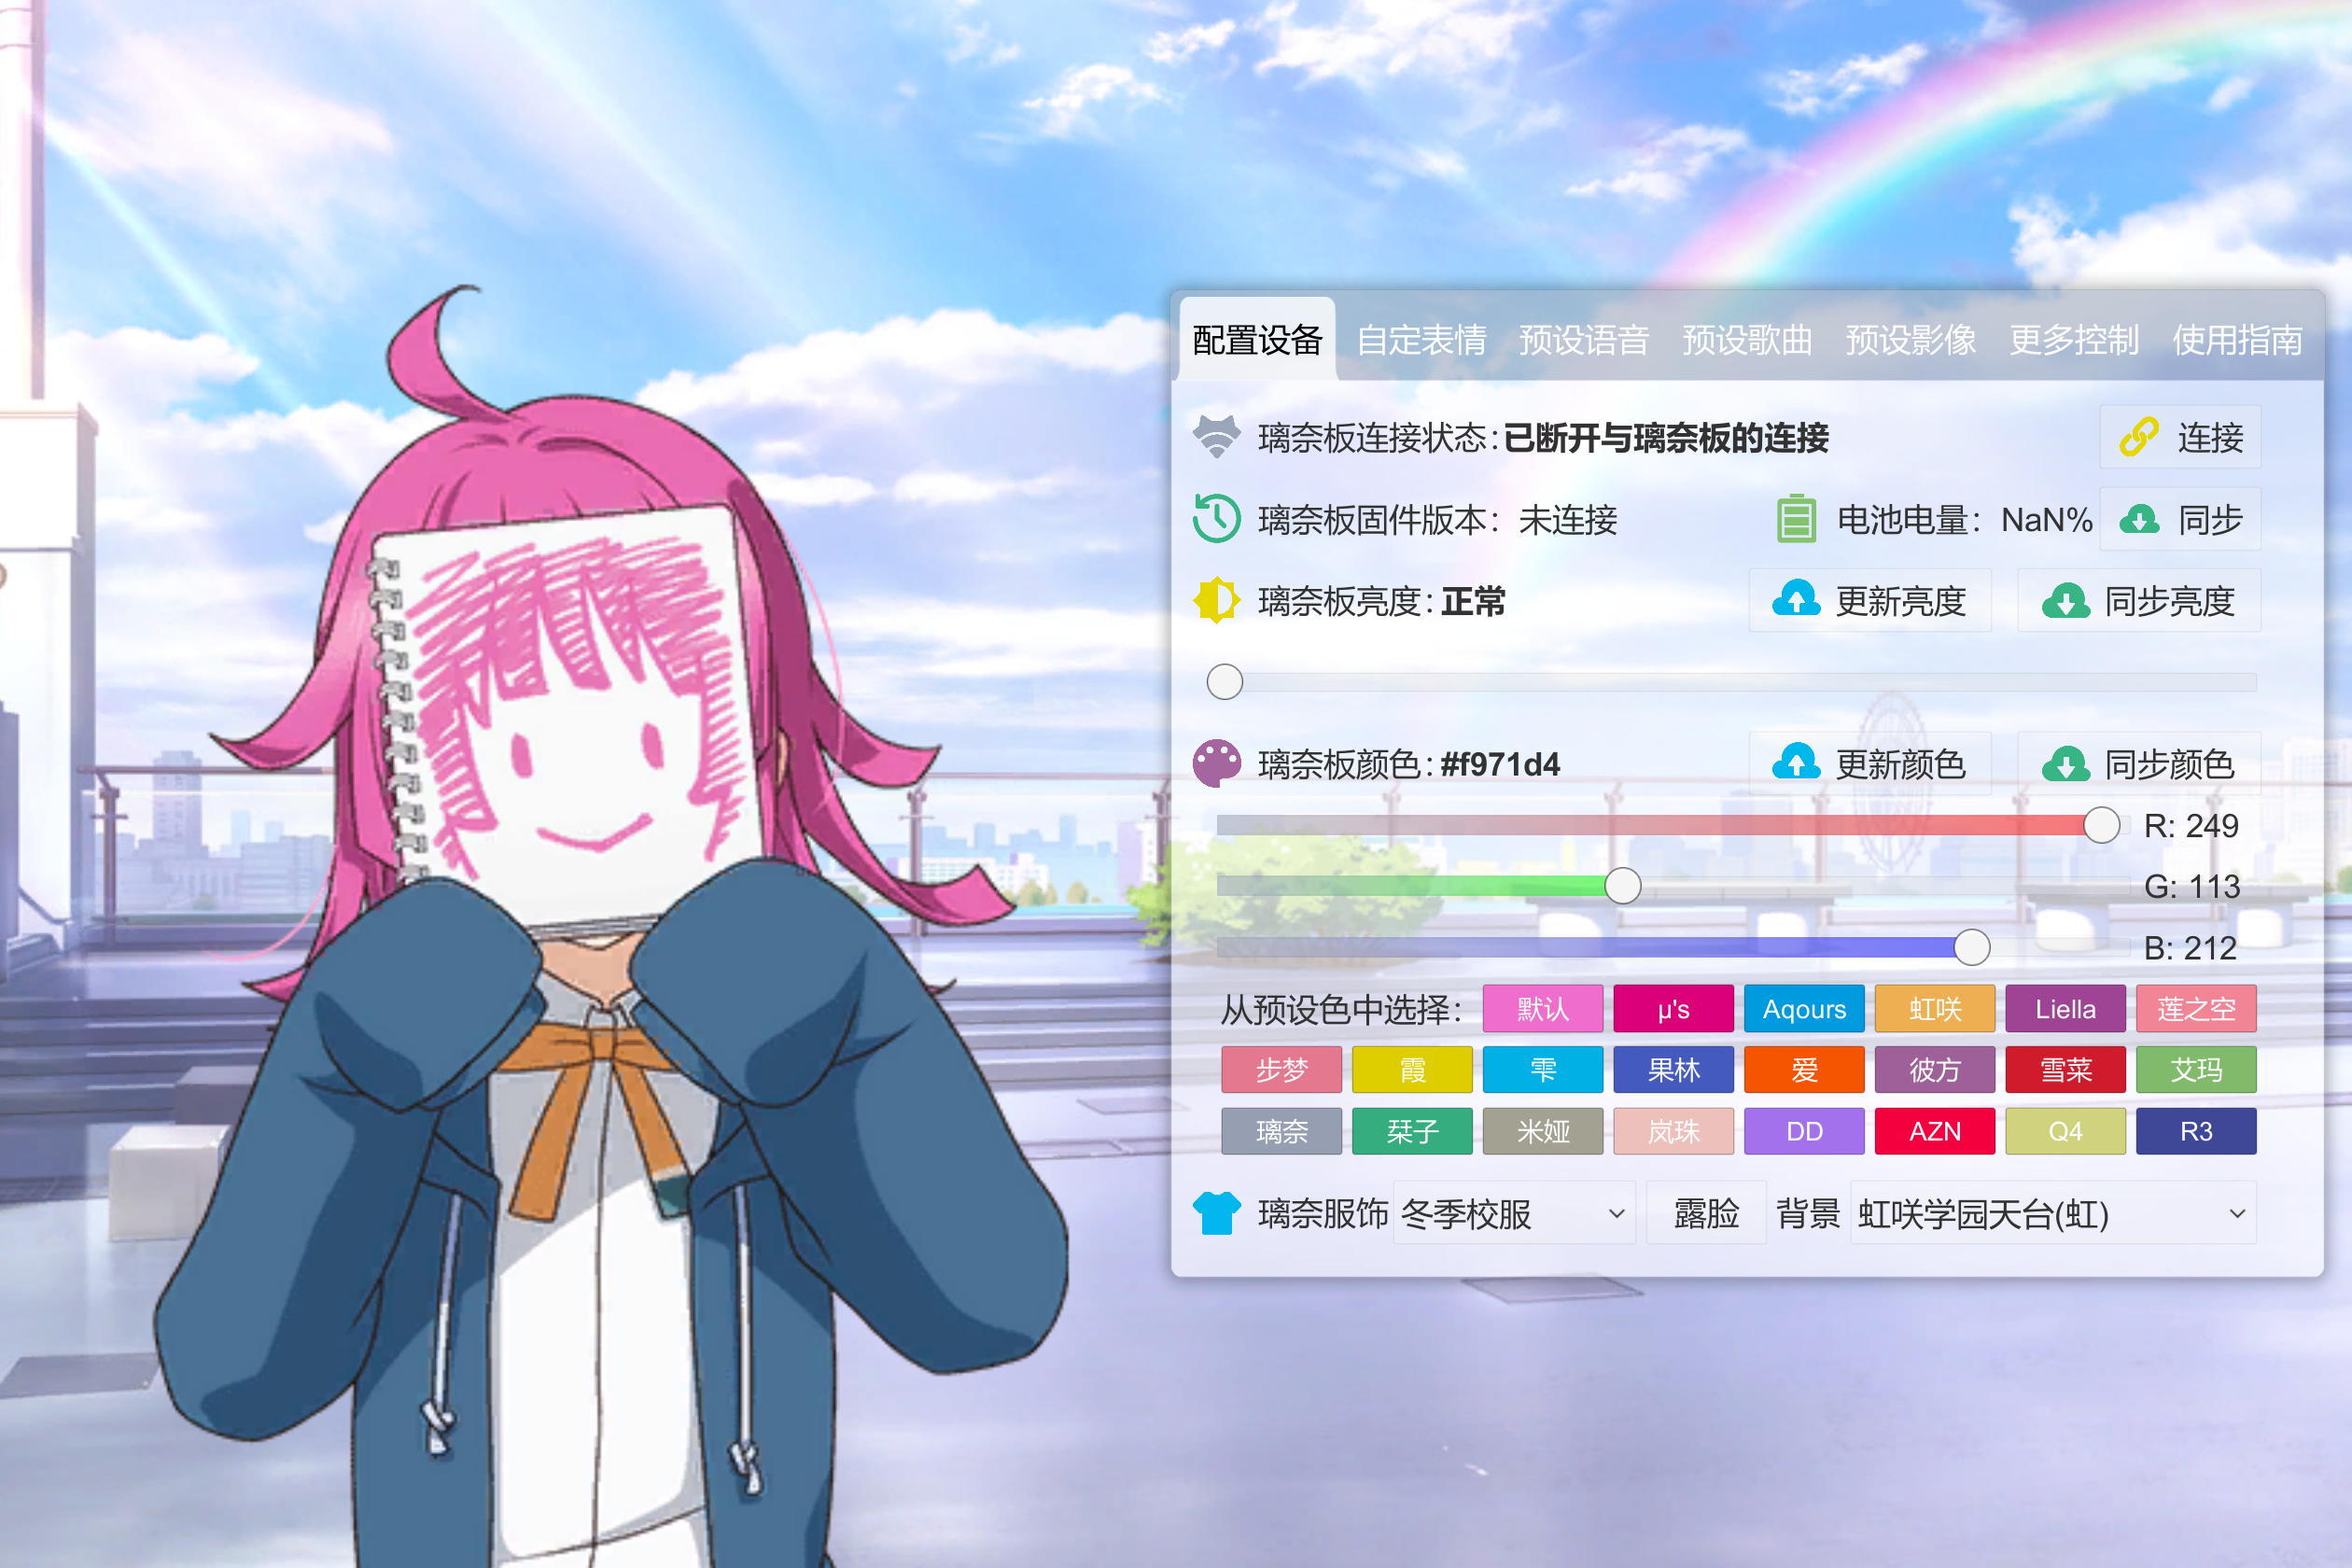 配置设备 自定表情 预设语音 预设歌曲 预设影像 更多控制 使用指南
璃奈板连接状态：已断开与璃奈板的连接 连接
璃奈板固件版本：未连接 电池电量：NaN% 同步
璃奈板亮度：正常 更新亮度 同步亮度
璃奈板颜色：#f971d4 更新颜色 同步颜色
R: 249
G: 113
B: 212
从预设色中选择： 默认 μ's Aqours 虹咲 Liella 莲之空
步梦 霞 雫 果林 爱 彼方 雪菜 艾玛
璃奈 栞子 米娅 岚珠 DD AZN Q4 R3
璃奈服饰 冬季校服 露脸 背景 虹咲学园天台(虹)